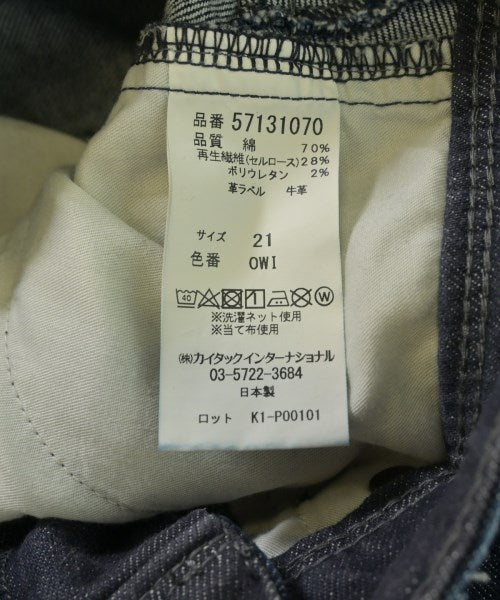 品番 57131070
品質 綿 70%
再生繊維(セルロース)28%
ポリウレタン 2%
革ラベル 牛革
サイズ 21
色番 OWI
40 W
※洗濯ネット使用
※当て布使用
㈱カイタックインターナショナル
03-5722-3684
日本製
ロット K1-P00101